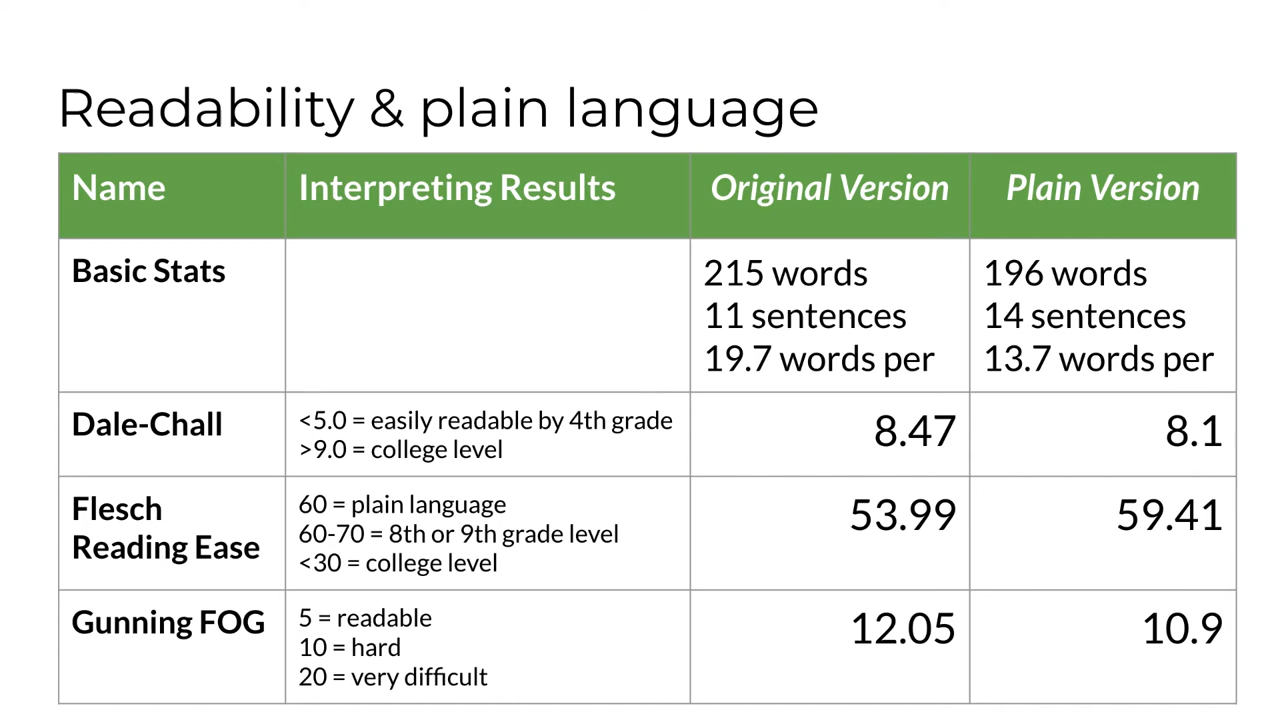 Readability & plain language
Name
Interpreting Results
Original Version
Plain Version
Basic Stats
215 words
11 sentences
19.7 words per
196 words
14 sentences
13.7 words per
Dale-Chall
<5.0 = easily readable by 4th grade
>9.0 = college level
8.47
8.1
Flesch
Reading Ease
60 = plain language
60-70 = 8th or 9th grade level
<30 = college level
53.99
59.41
Gunning FOG
5 = readable
10 = hard
20 = very difficult
12.05
10.9